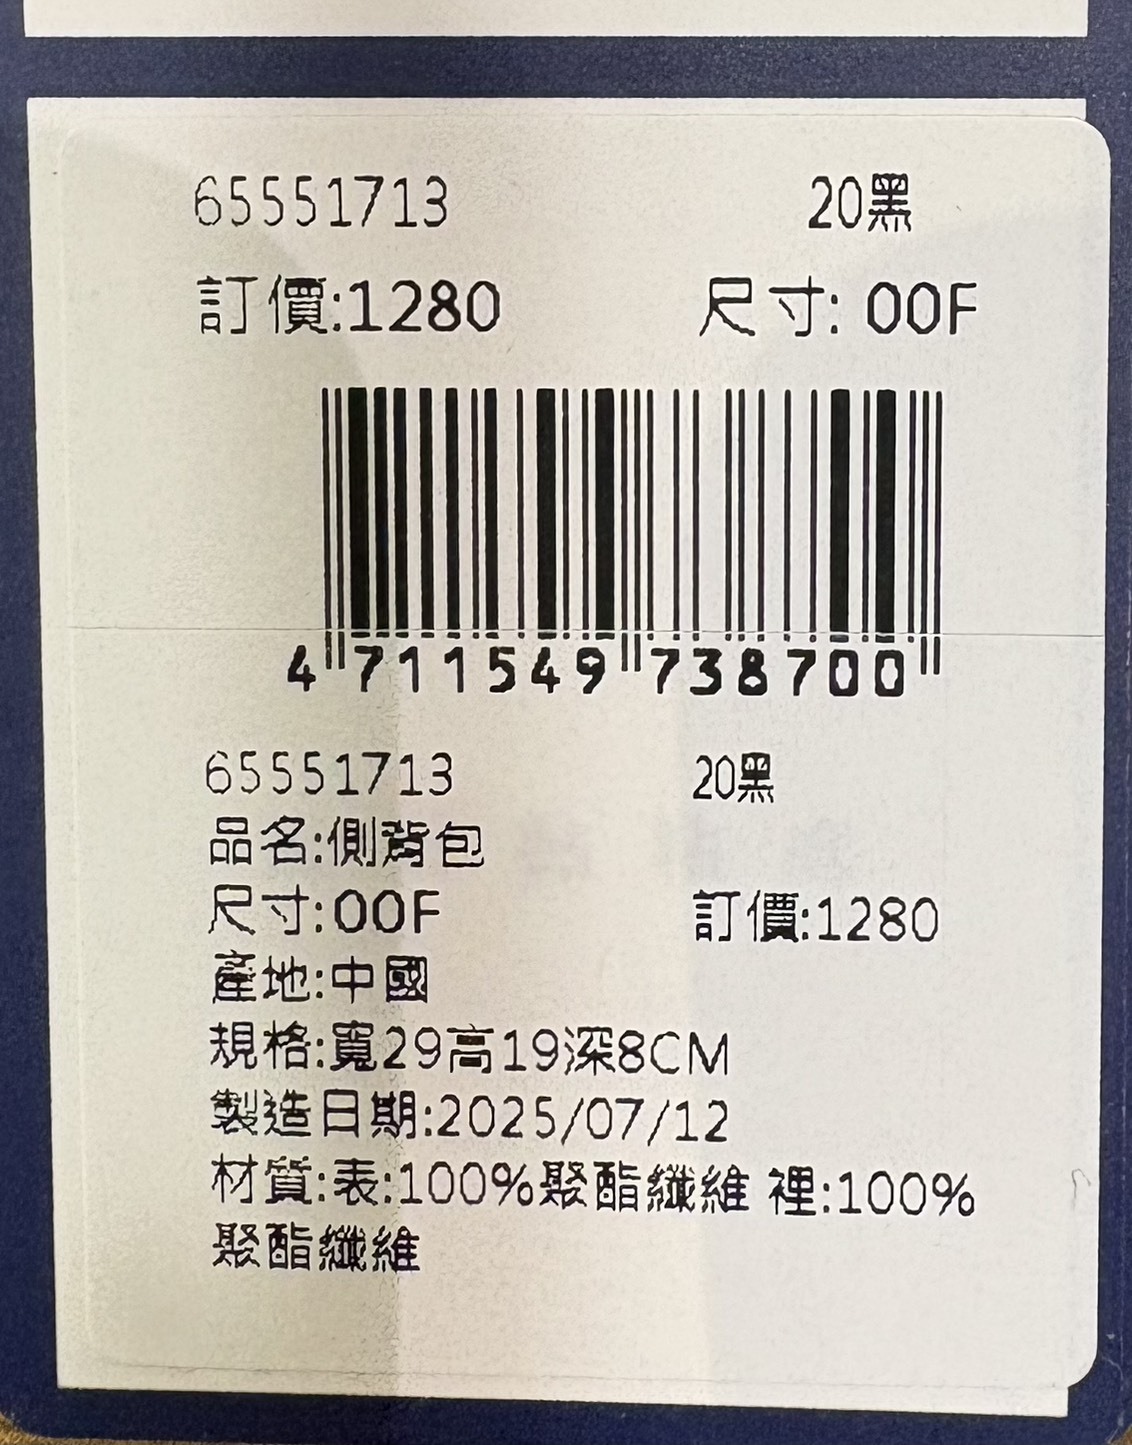 65551713 20黑
訂價:1280 尺寸: 00F
4 711549 738700
65551713 20黑
品名:側背包
尺寸:00F 訂價:1280
產地:中國
規格:寬29高19深8CM
製造日期:2025/07/12
材質:表:100%聚酯纖維 裡:100%
聚酯纖維